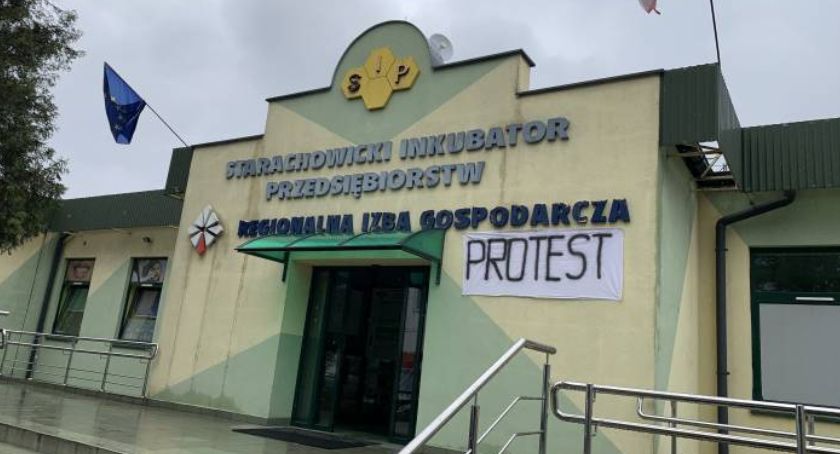 SIP
STARACHOWICKI INKUBATOR
PRZEDSIĘBIORSTW
REGIONALNA IZBA GOSPODARCZA
PROTEST